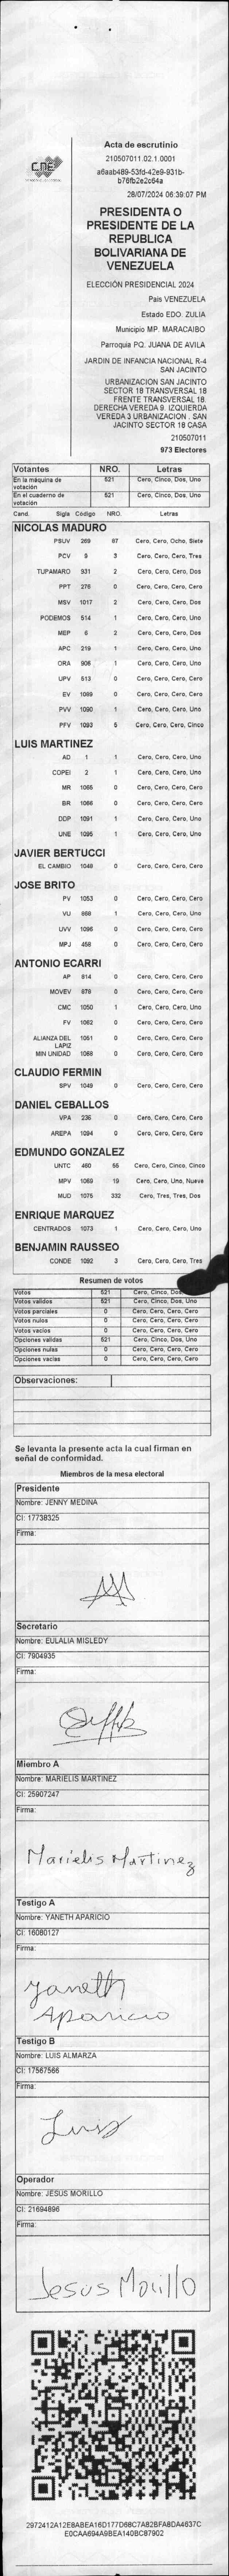 CNE
Acta de escrutinio
210507011.02.1.0001
a6aab489-53fd-42e9-931b-
b76fb2e2c64a
28/07/2024 06:39:07 PM
PRESIDENTA O
PRESIDENTE DE LA
REPUBLICA
BOLIVARIANA DE
VENEZUELA
ELECCIÓN PRESIDENCIAL 2024
País VENEZUELA
Estado EDO. ZULIA
Municipio MP. MARACAIBO
Parroquia PQ. JUANA DE AVILA
JARDIN DE INFANCIA NACIONAL R-4
SAN JACINTO
URBANIZACION SAN JACINTO
SECTOR 18 TRANSVERSAL 18
FRENTE TRANSVERSAL 18.
DERECHA VEREDA 9. IZQUIERDA
VEREDA 3 URBANIZACION . SAN
JACINTO SECTOR 18 CASA
210507011
973 Electores
Votantes NRO. Letras
En la máquina de votación 521 Cero, Cinco, Dos, Uno
En el cuaderno de votación 521 Cero, Cinco, Dos, Uno
Cand. Sigla Código NRO. Letras
NICOLAS MADURO
PSUV 269 87 Cero, Cero, Ocho, Siete
PCV 9 3 Cero, Cero, Cero, Tres
TUPAMARO 931 2 Cero, Cero, Cero, Dos
PPT 276 0 Cero, Cero, Cero, Cero
MSV 1017 2 Cero, Cero, Cero, Dos
PODEMOS 514 1 Cero, Cero, Cero, Uno
MEP 6 2 Cero, Cero, Cero, Dos
APC 219 1 Cero, Cero, Cero, Uno
ORA 908 1 Cero, Cero, Cero, Uno
UPV 513 0 Cero, Cero, Cero, Cero
EV 1089 0 Cero, Cero, Cero, Cero
PVV 1090 1 Cero, Cero, Cero, Uno
PFV 1093 5 Cero, Cero, Cero, Cinco
LUIS MARTINEZ
AD 1 1 Cero, Cero, Cero, Uno
COPEI 2 1 Cero, Cero, Cero, Uno
MR 1065 0 Cero, Cero, Cero, Cero
BR 1066 0 Cero, Cero, Cero, Cero
DDP 1091 1 Cero, Cero, Cero, Uno
UNE 1095 1 Cero, Cero, Cero, Uno
JAVIER BERTUCCI
EL CAMBIO 1048 0 Cero, Cero, Cero, Cero
JOSE BRITO
PV 1053 0 Cero, Cero, Cero, Cero
VU 868 1 Cero, Cero, Cero, Uno
UVV 1096 0 Cero, Cero, Cero, Cero
MPJ 458 0 Cero, Cero, Cero, Cero
ANTONIO ECARRI
AP 814 0 Cero, Cero, Cero, Cero
MOVEV 878 0 Cero, Cero, Cero, Cero
CMC 1050 1 Cero, Cero, Cero, Uno
FV 1062 0 Cero, Cero, Cero, Cero
ALIANZA DEL LAPIZ 1051 0 Cero, Cero, Cero, Cero
MIN UNIDAD 1088 0 Cero, Cero, Cero, Cero
CLAUDIO FERMIN
SPV 1049 0 Cero, Cero, Cero, Cero
DANIEL CEBALLOS
VPA 236 0 Cero, Cero, Cero, Cero
AREPA 1094 0 Cero, Cero, Cero, Cero
EDMUNDO GONZALEZ
UNTC 460 55 Cero, Cero, Cinco, Cinco
MPV 1069 19 Cero, Cero, Uno, Nueve
MUD 1075 332 Cero, Tres, Tres, Dos
ENRIQUE MARQUEZ
CENTRADOS 1073 1 Cero, Cero, Cero, Uno
BENJAMIN RAUSSEO
CONDE 1092 3 Cero, Cero, Cero, Tres
Resumen de votos
Votos 521 Cero, Cinco, Dos,
Votos válidos 521 Cero, Cinco, Dos, Uno
Votos parciales 0 Cero, Cero, Cero, Cero
Votos nulos 0 Cero, Cero, Cero, Cero
Votos vacíos 0 Cero, Cero, Cero, Cero
Opciones validas 521 Cero, Cinco, Dos, Uno
Opciones nulas 0 Cero, Cero, Cero, Cero
Opciones vacías 0 Cero, Cero, Cero, Cero
Observaciones:
Se levanta la presente acta la cual firman en
señal de conformidad.
Miembros de la mesa electoral
Presidente
Nombre: JENNY MEDINA
CI: 17738325
Firma:
Secretario
Nombre: EULALIA MISLEDY
CI: 7904935
Firma:
Miembro A
Nombre: MARIELIS MARTINEZ
CI: 25907247
Firma:
Marielis Martinez
Testigo A
Nombre: YANETH APARICIO
CI: 16080127
Firma:
Yaneth
Aparicio
Testigo B
Nombre: LUIS ALMARZA
CI: 17567566
Firma:
Luis
Operador
Nombre: JESUS MORILLO
CI: 21694896
Firma:
Jesus Morillo
2972412A12E8ABEA16D177D68C7A82BFA8DA4637C
E0CAA694A9BEA140BC87902